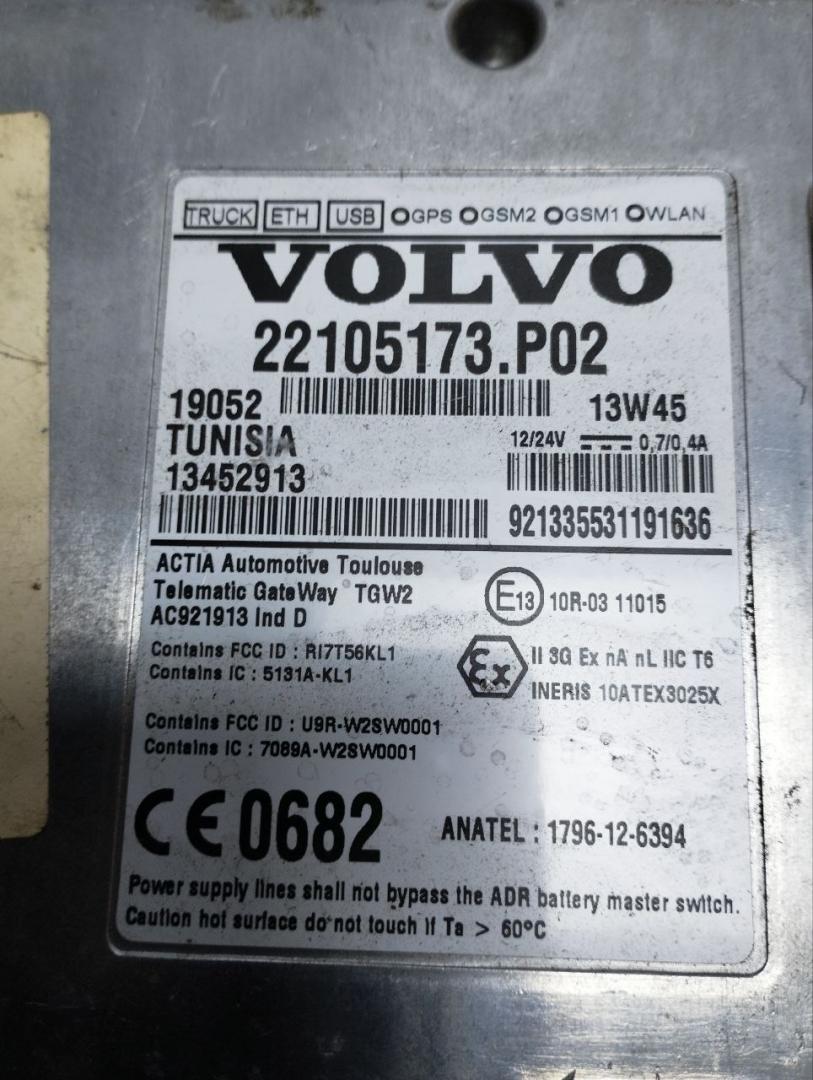 TRUCK ETH USB GPS GSM2 GSM1 WLAN
VOLVO
22105173.P02
19052 13W45
TUNISIA 12/24V 0,7/0,4A
13452913
921335531191636
ACTIA Automotive Toulouse
Telematic GateWay TGW2
AC921913 Ind D
E13 10R-03 11015
Contains FCC ID : RI7T56KL1
Contains IC : 5131A-KL1
Ex II 3G Ex nA nL IIC T6
INERIS 10ATEX3025X
Contains FCC ID : U9R-W2SW0001
Contains IC : 7089A-W2SW0001
CE 0682 ANATEL : 1796-12-6394
Power supply lines shall not bypass the ADR battery master switch.
Caution hot surface do not touch if Ta > 60°C